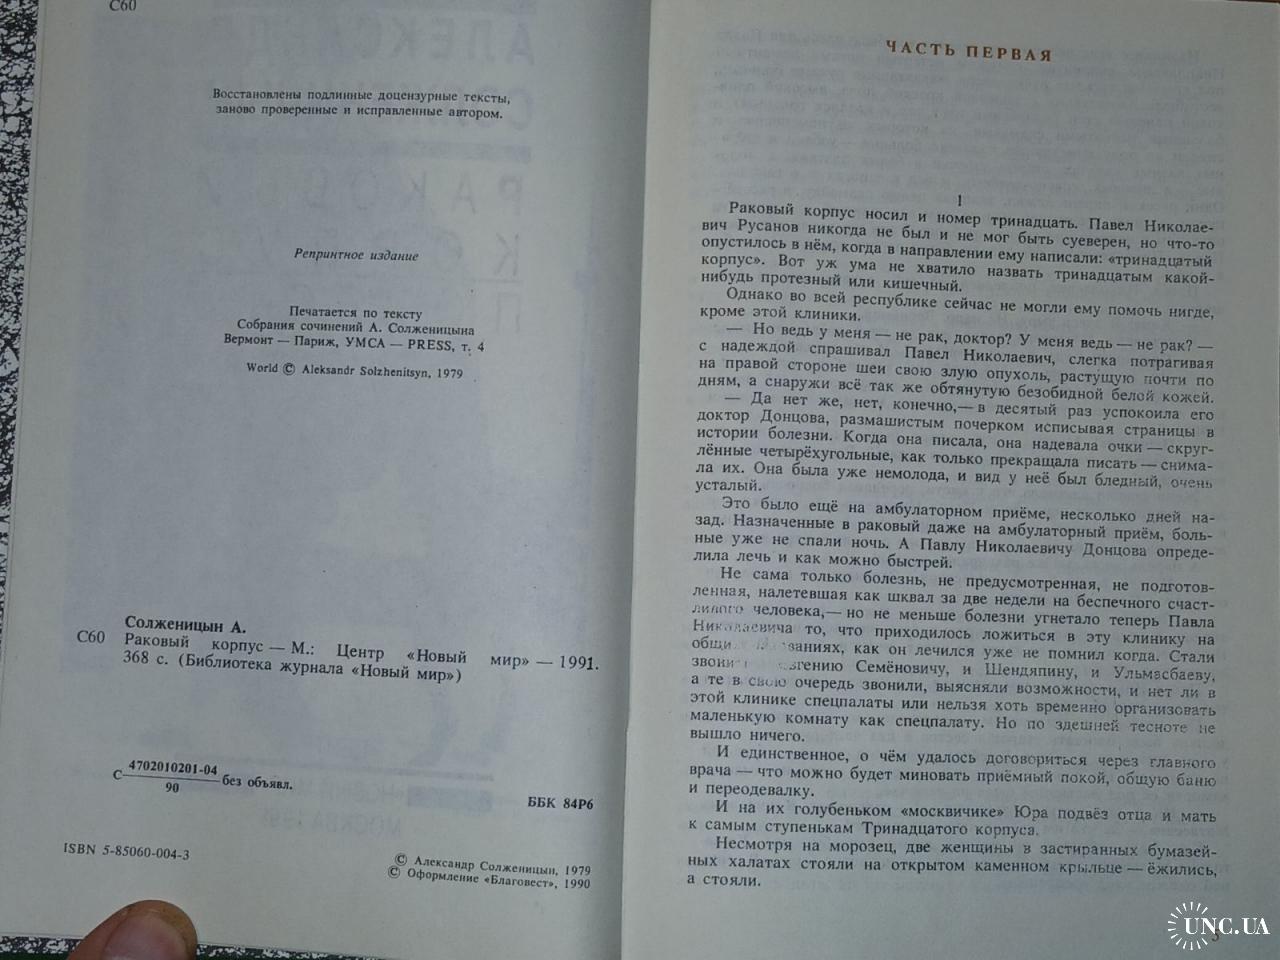 С60
Восстановлены подлинные доцензурные тексты,
заново проверенные и исправленные автором.
Репринтное издание
Печатается по тексту
Собрания сочинений А. Солженицына
Вермонт — Париж, YMCA — PRESS, т. 4
World © Aleksandr Solzhenitsyn, 1979
Солженицын А.
С60 Раковый корпус — М.: Центр «Новый мир» — 1991.
368 с. (Библиотека журнала «Новый мир»)
С 4702010201-04 без объявл.
90
ББК 84Р6
ISBN 5-85060-004-3
© Александр Солженицын, 1979
© Оформление «Благовест», 1990
ЧАСТЬ ПЕРВАЯ
1
Раковый корпус носил и номер тринадцать. Павел Николае-
вич Русанов никогда не был и не мог быть суеверен, но что-то
опустилось в нём, когда в направлении ему написали: «тринадцатый
корпус». Вот уж ума не хватило назвать тринадцатым какой-
нибудь протезный или кишечный.
Однако во всей республике сейчас не могли ему помочь нигде,
кроме этой клиники.
— Но ведь у меня — не рак, доктор? У меня ведь — не рак? —
с надеждой спрашивал Павел Николаевич, слегка потрагивая
на правой стороне шеи свою злую опухоль, растущую почти по
дням, а снаружи всё так же обтянутую безобидной белой кожей.
— Да нет же, нет, конечно,— в десятый раз успокоила его
доктор Донцова, размашистым почерком исписывая страницы в
истории болезни. Когда она писала, она надевала очки — скруг-
лённые четырёхугольные, как только прекращала писать — снима-
ла их. Она была уже немолода, и вид у неё был бледный, очень
усталый.
Это было ещё на амбулаторном приёме, несколько дней на-
зад. Назначенные в раковый даже на амбулаторный приём, боль-
ные уже не спали ночь. А Павлу Николаевичу Донцова опреде-
лила лечь и как можно быстрей.
Не сама только болезнь, не предусмотренная, не подготов-
ленная, налетевшая как шквал за две недели на беспечного счаст-
ливого человека,— но не меньше болезни угнетало теперь Павла
Николаевича то, что приходилось ложиться в эту клинику на
общих основаниях, как он лечился уже не помнил когда. Стали
звонить Евгению Семёновичу, и Шендяпину, и Ульмасбаеву,
а те в свою очередь звонили, выясняли возможности, и нет ли в
этой клинике спецпалаты или нельзя хоть временно организовать
маленькую комнату как спецпалату. Но по здешней тесноте не
вышло ничего.
И единственное, о чём удалось договориться через главного
врача — что можно будет миновать приёмный покой, общую баню
и переодевалку.
И на их голубеньком «москвичике» Юра подвёз отца и мать
к самым ступенькам Тринадцатого корпуса.
Несмотря на морозец, две женщины в застиранных бумазей-
ных халатах стояли на открытом каменном крыльце — ёжились,
а стояли.
UNC.UA